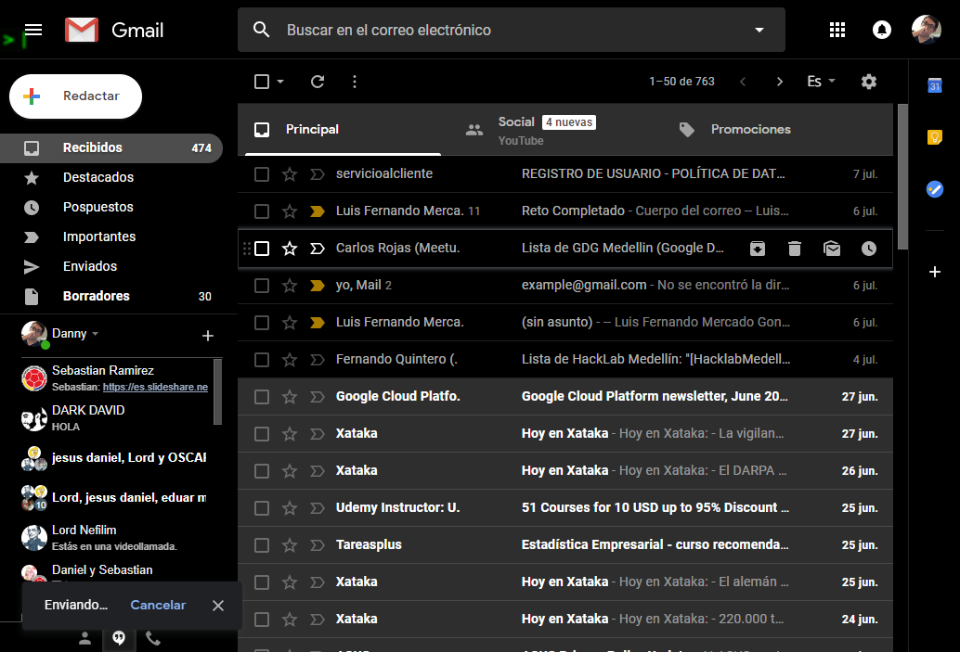 Gmail
Buscar en el correo electrónico
Redactar
1–50 de 763
Es
31
Recibidos 474
Destacados
Pospuestos
Importantes
Enviados
Borradores 30
Danny
Sebastian Ramirez
Sebastian: https://es.slideshare.ne
DARK DAVID
HOLA
jesus daniel, Lord y OSCAR
Lord, jesus daniel, eduar m
10
Lord Nefilim
Estás en una videollamada.
Daniel y Sebastian
Enviando... Cancelar
Principal
Social 4 nuevas
YouTube
Promociones
servicioalcliente REGISTRO DE USUARIO - POLÍTICA DE DAT… 7 jul.
Luis Fernando Merca. 11 Reto Completado - Cuerpo del correo -- Luis… 6 jul.
Carlos Rojas (Meetu. Lista de GDG Medellin (Google D…
yo, Mail 2 example@gmail.com - No se encontró la dir… 6 jul.
Luis Fernando Merca. (sin asunto) - -- Luis Fernando Mercado Gon… 6 jul.
Fernando Quintero (. Lista de HackLab Medellín: "[HacklabMedell… 4 jul.
Google Cloud Platfo. Google Cloud Platform newsletter, June 20… 27 jun.
Xataka Hoy en Xataka - Hoy en Xataka: - La vigilan… 27 jun.
Xataka Hoy en Xataka - Hoy en Xataka: - El DARPA … 26 jun.
Udemy Instructor: U. 51 Courses for 10 USD up to 95% Discount … 25 jun.
Tareasplus Estadística Empresarial - curso recomenda… 25 jun.
Xataka Hoy en Xataka - Hoy en Xataka: - El alemán … 25 jun.
Xataka Hoy en Xataka - Hoy en Xataka: - 220.000 t… 24 jun.